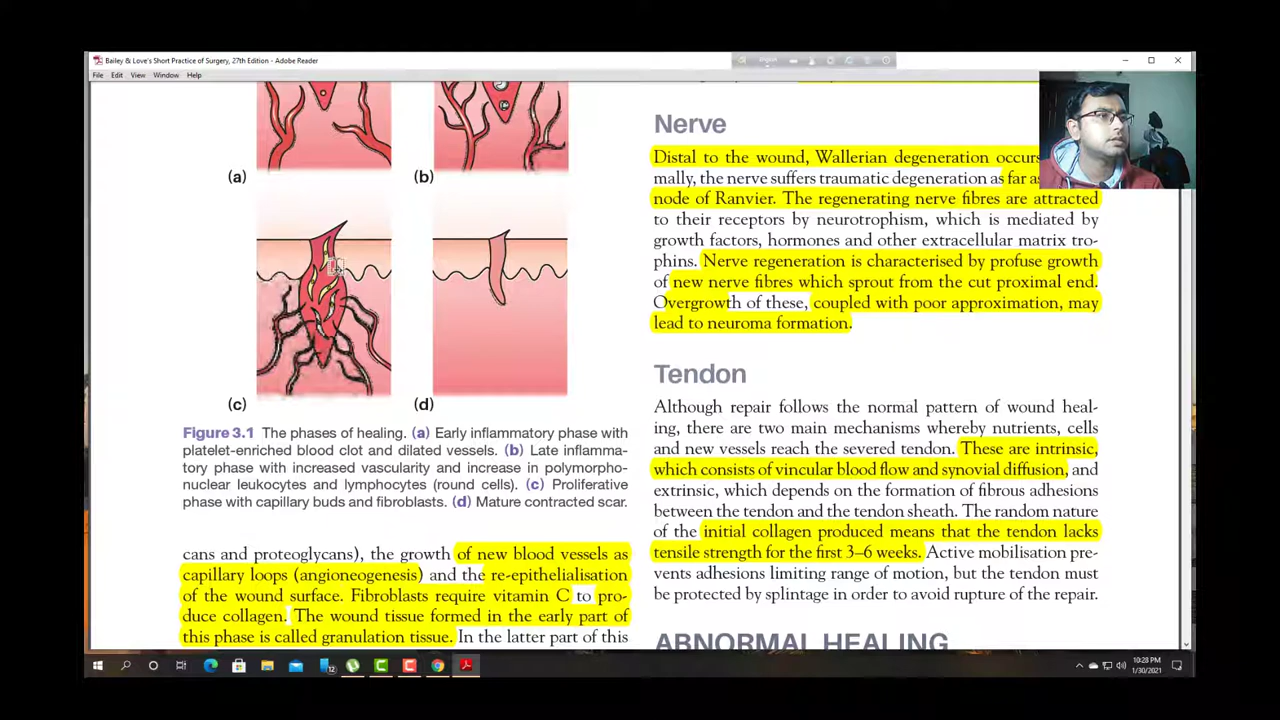 Bailey & Love's Short Practice of Surgery, 27th Edition - Adobe Reader
File Edit View Window Help
(a)
(b)
(c)
(d)
Figure 3.1 The phases of healing. (a) Early inflammatory phase with
platelet-enriched blood clot and dilated vessels. (b) Late inflamma-
tory phase with increased vascularity and increase in polymorpho-
nuclear leukocytes and lymphocytes (round cells). (c) Proliferative
phase with capillary buds and fibroblasts. (d) Mature contracted scar.
cans and proteoglycans), the growth of new blood vessels as
capillary loops (angioneogenesis) and the re-epithelialisation
of the wound surface. Fibroblasts require vitamin C to pro-
duce collagen. The wound tissue formed in the early part of
this phase is called granulation tissue. In the latter part of this
Nerve
Distal to the wound, Wallerian degeneration occurs
mally, the nerve suffers traumatic degeneration as far as
node of Ranvier. The regenerating nerve fibres are attracted
to their receptors by neurotrophism, which is mediated by
growth factors, hormones and other extracellular matrix tro-
phins. Nerve regeneration is characterised by profuse growth
of new nerve fibres which sprout from the cut proximal end.
Overgrowth of these, coupled with poor approximation, may
lead to neuroma formation.
Tendon
Although repair follows the normal pattern of wound heal-
ing, there are two main mechanisms whereby nutrients, cells
and new vessels reach the severed tendon. These are intrinsic,
which consists of vincular blood flow and synovial diffusion, and
extrinsic, which depends on the formation of fibrous adhesions
between the tendon and the tendon sheath. The random nature
of the initial collagen produced means that the tendon lacks
tensile strength for the first 3–6 weeks. Active mobilisation pre-
vents adhesions limiting range of motion, but the tendon must
be protected by splintage in order to avoid rupture of the repair.
ABNORMAL HEALING
12
10:28 PM
1/30/2021